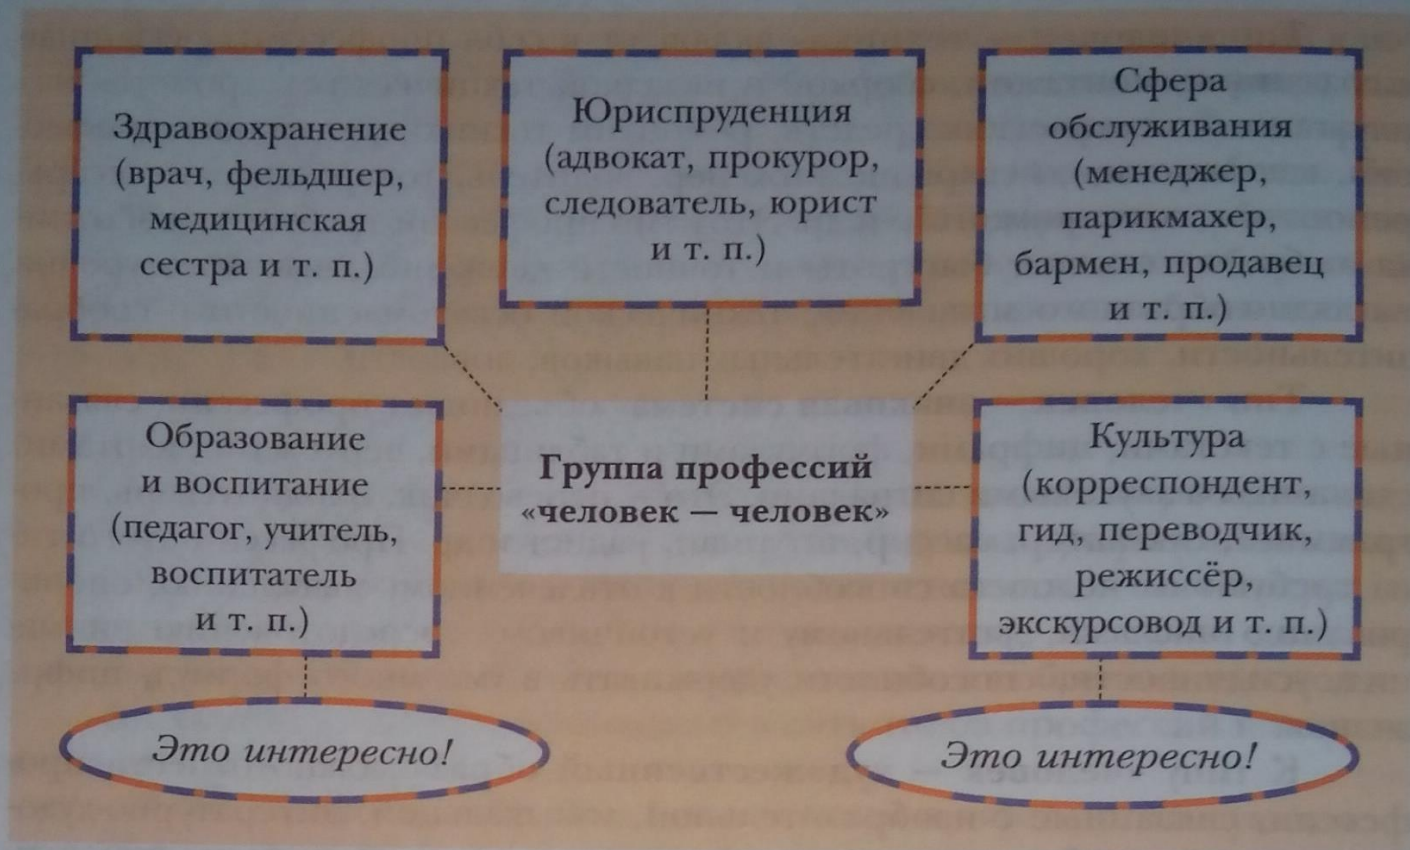 Здравоохранение
(врач, фельдшер,
медицинская
сестра и т. п.)
Юриспруденция
(адвокат, прокурор,
следователь, юрист
и т. п.)
Сфера
обслуживания
(менеджер,
парикмахер,
бармен, продавец
и т. п.)
Образование
и воспитание
(педагог, учитель,
воспитатель
и т. п.)
Группа профессий
«человек — человек»
Культура
(корреспондент,
гид, переводчик,
режиссёр,
экскурсовод и т. п.)
Это интересно!
Это интересно!